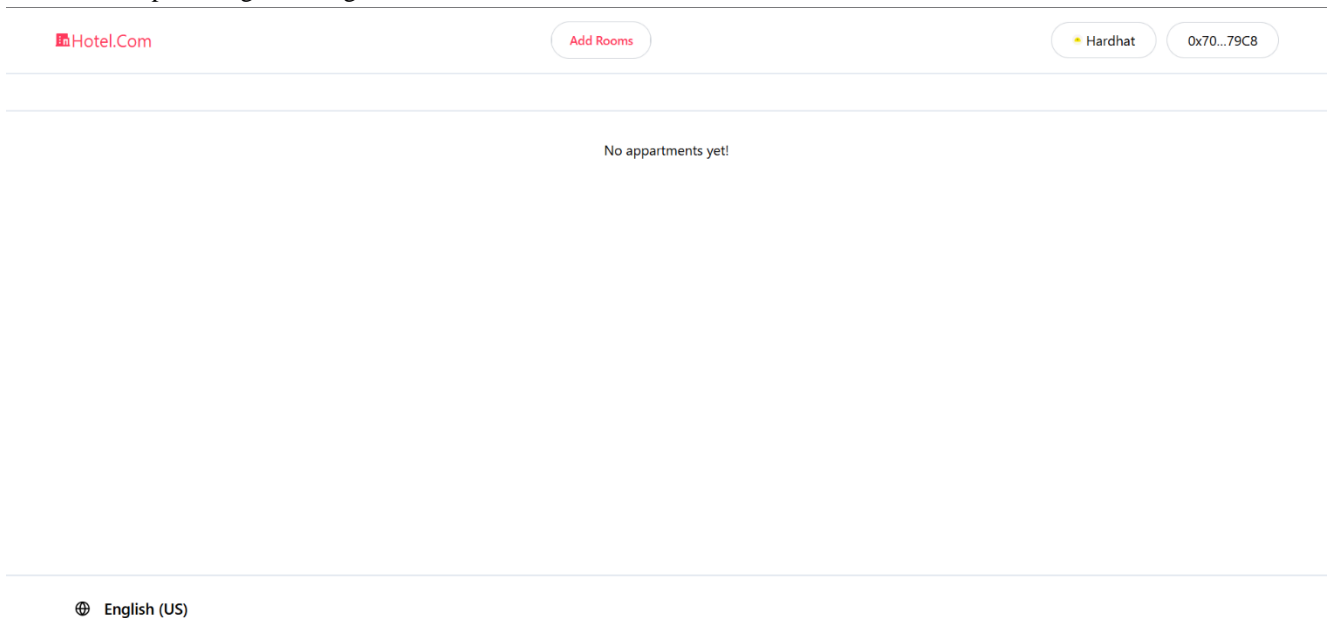 Hotel.Com
Add Rooms
Hardhat
0x70...79C8
No appartments yet!
English (US)